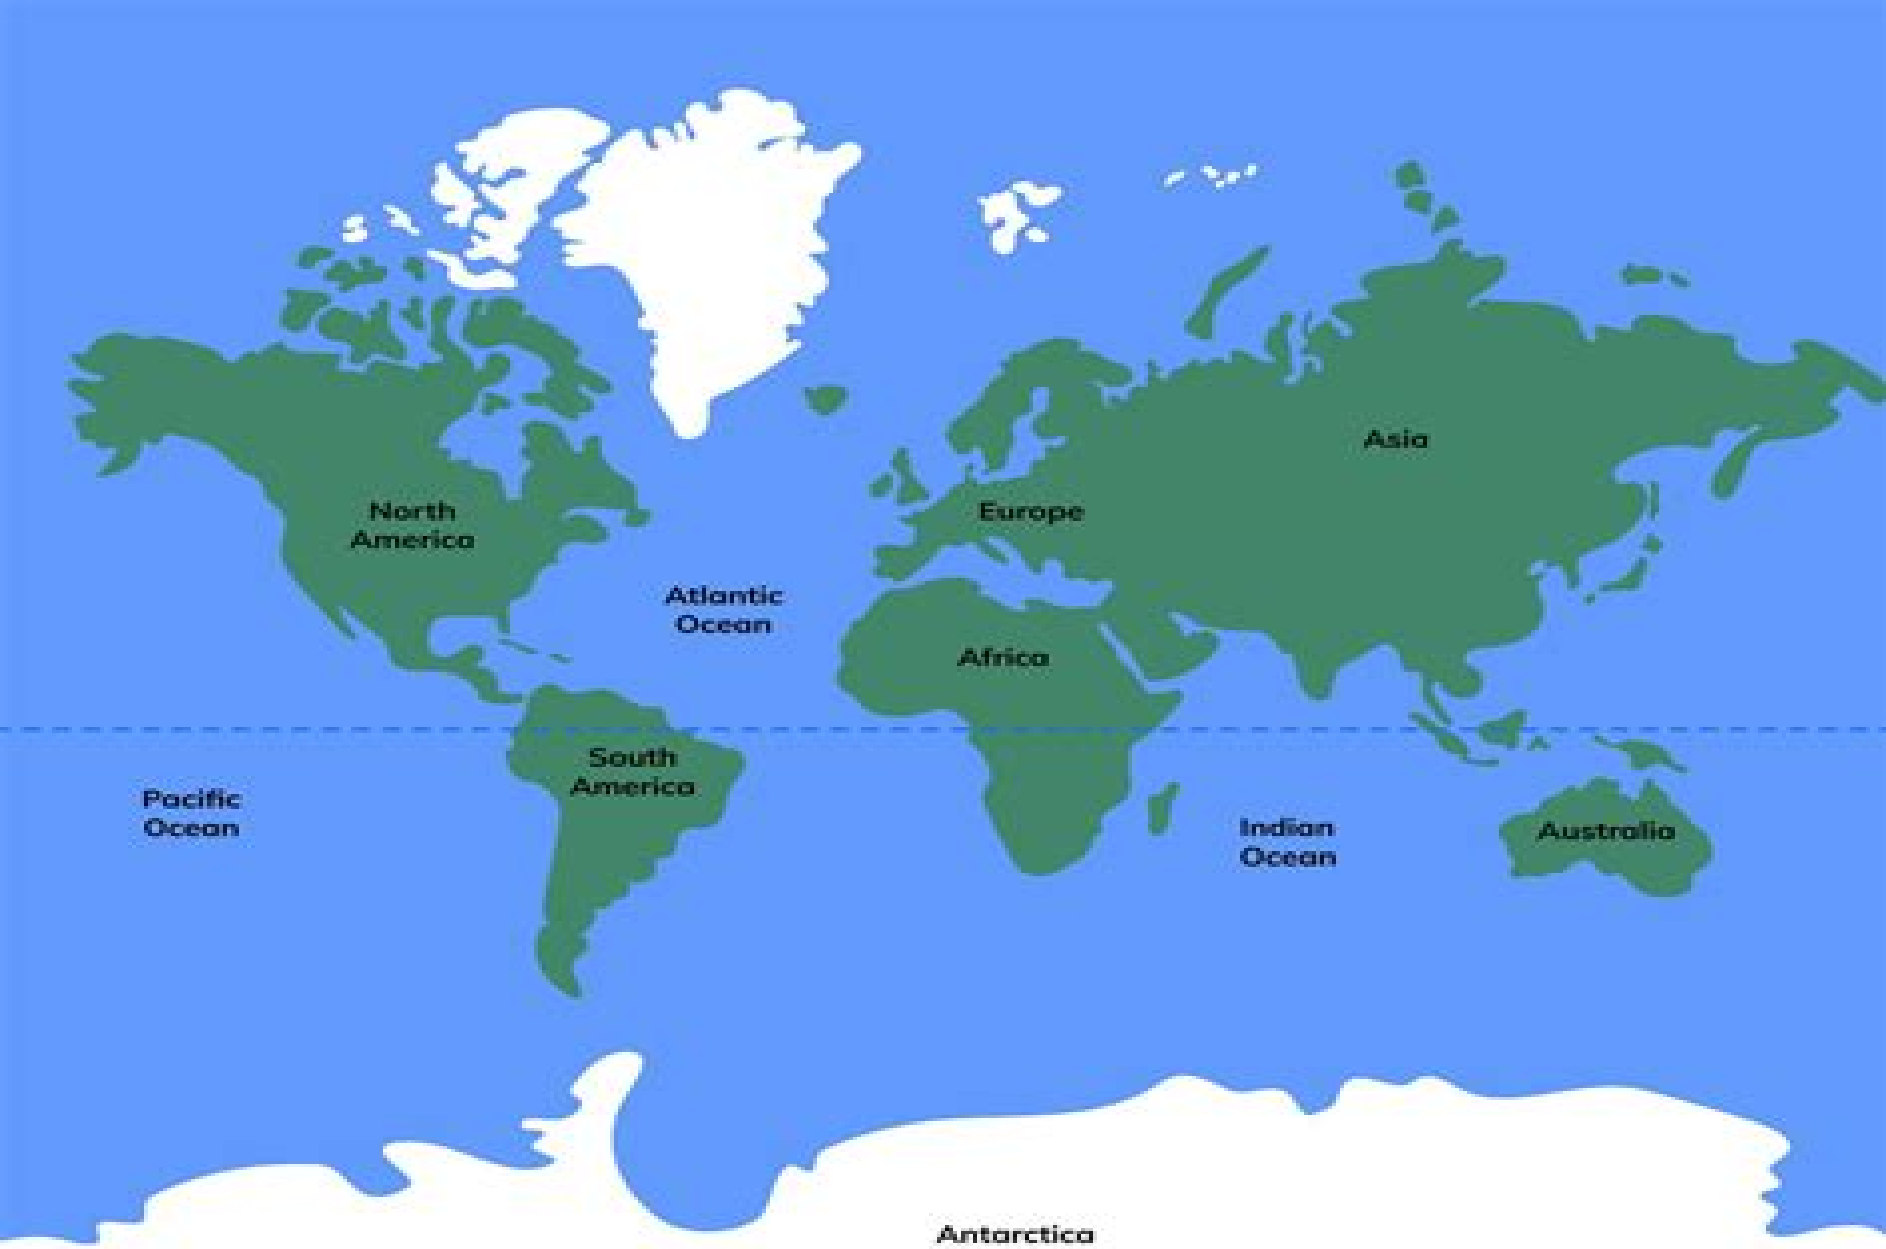 Asia
North
America
Europe
Atlantic
Ocean
Africa
South
America
Pacific
Ocean
Indian
Ocean
Australia
Antarctica